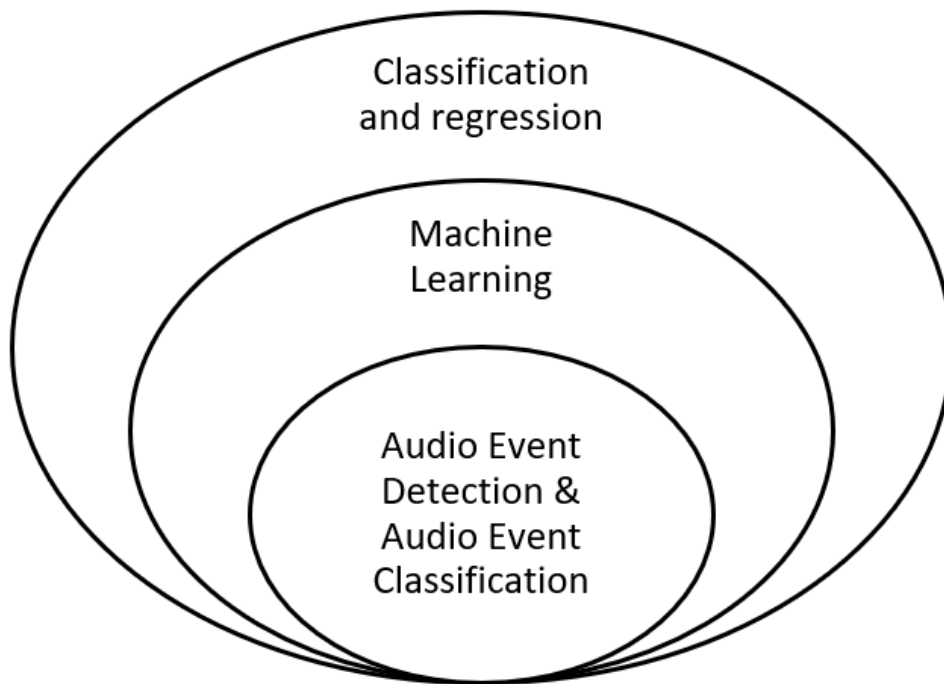 Classification
and regression
Machine
Learning
Audio Event
Detection &
Audio Event
Classification